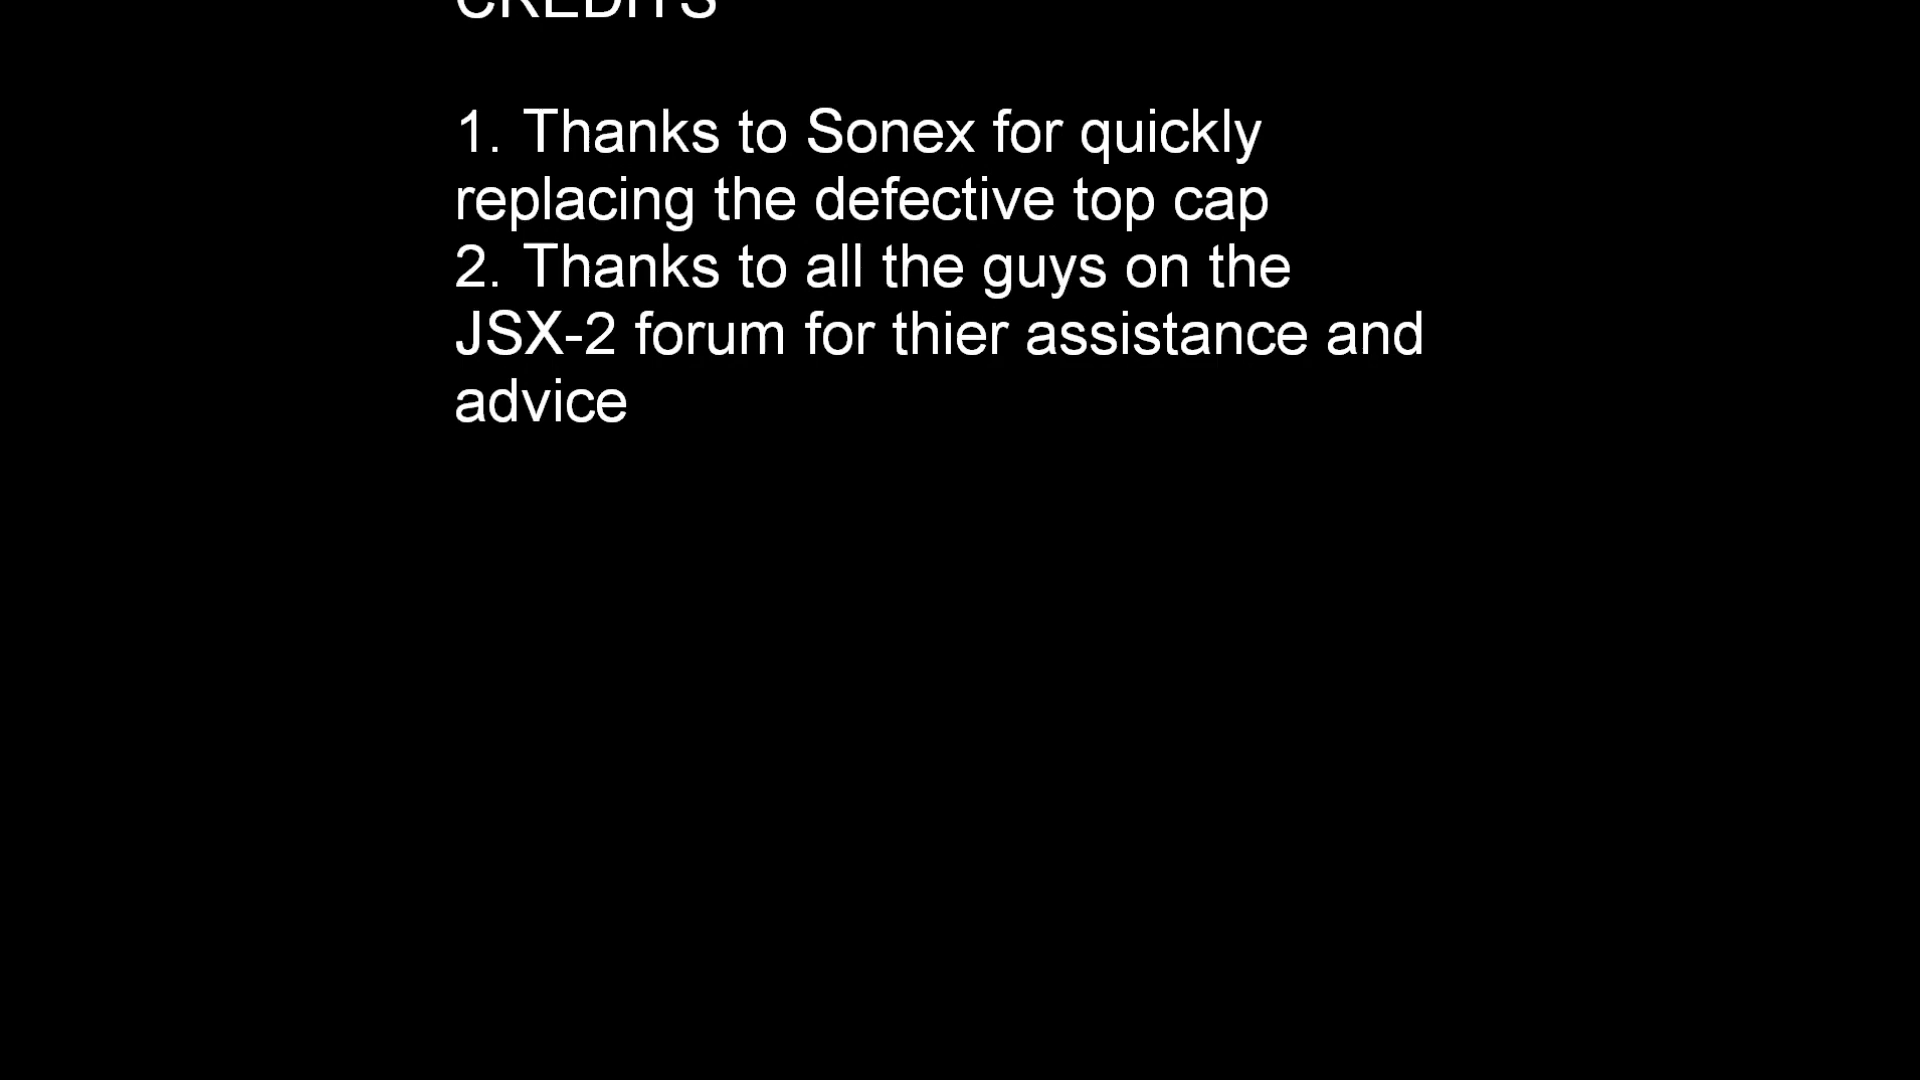 CREDITS
1. Thanks to Sonex for quickly
replacing the defective top cap
2. Thanks to all the guys on the
JSX-2 forum for thier assistance and
advice